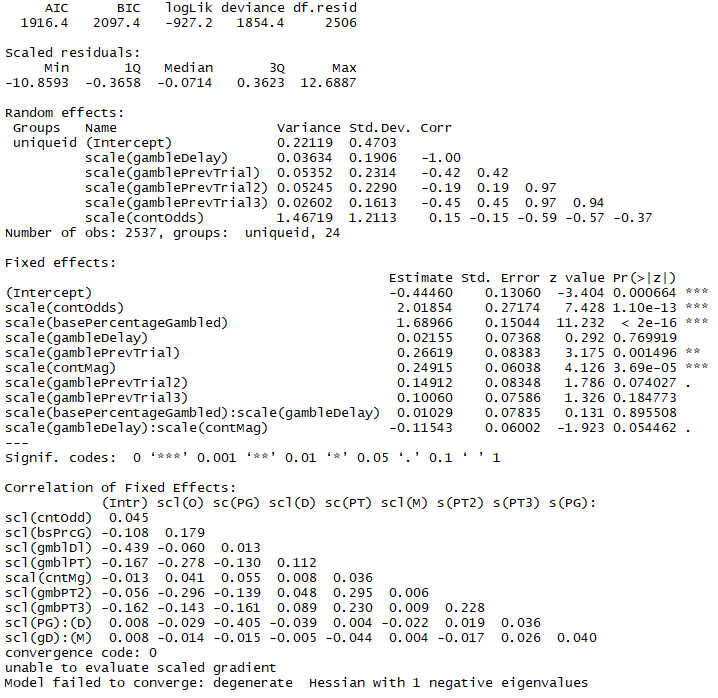 AIC      BIC   logLik deviance df.resid
  1916.4   2097.4   -927.2   1854.4     2506

Scaled residuals:
     Min       1Q   Median       3Q      Max
-10.8593  -0.3658  -0.0714   0.3623  12.6887

Random effects:
 Groups   Name                    Variance Std.Dev. Corr
 uniqueid (Intercept)             0.22119  0.4703
          scale(gambleDelay)      0.03634  0.1906   -1.00
          scale(gamblePrevTrial)  0.05352  0.2314   -0.42  0.42
          scale(gamblePrevTrial2) 0.05245  0.2290   -0.19  0.19  0.97
          scale(gamblePrevTrial3) 0.02602  0.1613   -0.45  0.45  0.97  0.94
          scale(contOdds)         1.46719  1.2113    0.15 -0.15 -0.59 -0.57 -0.37
Number of obs: 2537, groups:  uniqueid, 24

Fixed effects:
                                                 Estimate Std. Error z value Pr(>|z|)
(Intercept)                                      -0.44460    0.13060  -3.404 0.000664 ***
scale(contOdds)                                   2.01854    0.27174   7.428 1.10e-13 ***
scale(basePercentageGambled)                      1.68966    0.15044  11.232  < 2e-16 ***
scale(gambleDelay)                                0.02155    0.07368   0.292 0.769919
scale(gamblePrevTrial)                            0.26619    0.08383   3.175 0.001496 **
scale(contMag)                                    0.24915    0.06038   4.126 3.69e-05 ***
scale(gamblePrevTrial2)                           0.14912    0.08348   1.786 0.074027 .
scale(gamblePrevTrial3)                           0.10060    0.07586   1.326 0.184773
scale(basePercentageGambled):scale(gambleDelay)   0.01029    0.07835   0.131 0.895508
scale(gambleDelay):scale(contMag)                -0.11543    0.06002  -1.923 0.054462 .
---
Signif. codes:  0 ‘***’ 0.001 ‘**’ 0.01 ‘*’ 0.05 ‘.’ 0.1 ‘ ’ 1

Correlation of Fixed Effects:
            (Intr) scl(O) sc(PG) scl(D) sc(PT) scl(M) s(PT2) s(PT3) s(PG):
scl(cntOdd)  0.045
scl(bsPrcG) -0.108  0.179
scl(gmblDl) -0.439 -0.060  0.013
scl(gmblPT) -0.167 -0.278 -0.130  0.112
scal(cntMg) -0.013  0.041  0.055  0.008  0.036
scl(gmbPT2) -0.056 -0.296 -0.139  0.048  0.295  0.006
scl(gmbPT3) -0.162 -0.143 -0.161  0.089  0.230  0.009  0.228
scl(PG):(D)  0.008 -0.029 -0.405 -0.039  0.004 -0.022  0.019  0.036
scl(gD):(M)  0.008 -0.014 -0.015 -0.005 -0.044  0.004 -0.017  0.026  0.040
convergence code: 0
unable to evaluate scaled gradient
Model failed to converge: degenerate  Hessian with 1 negative eigenvalues